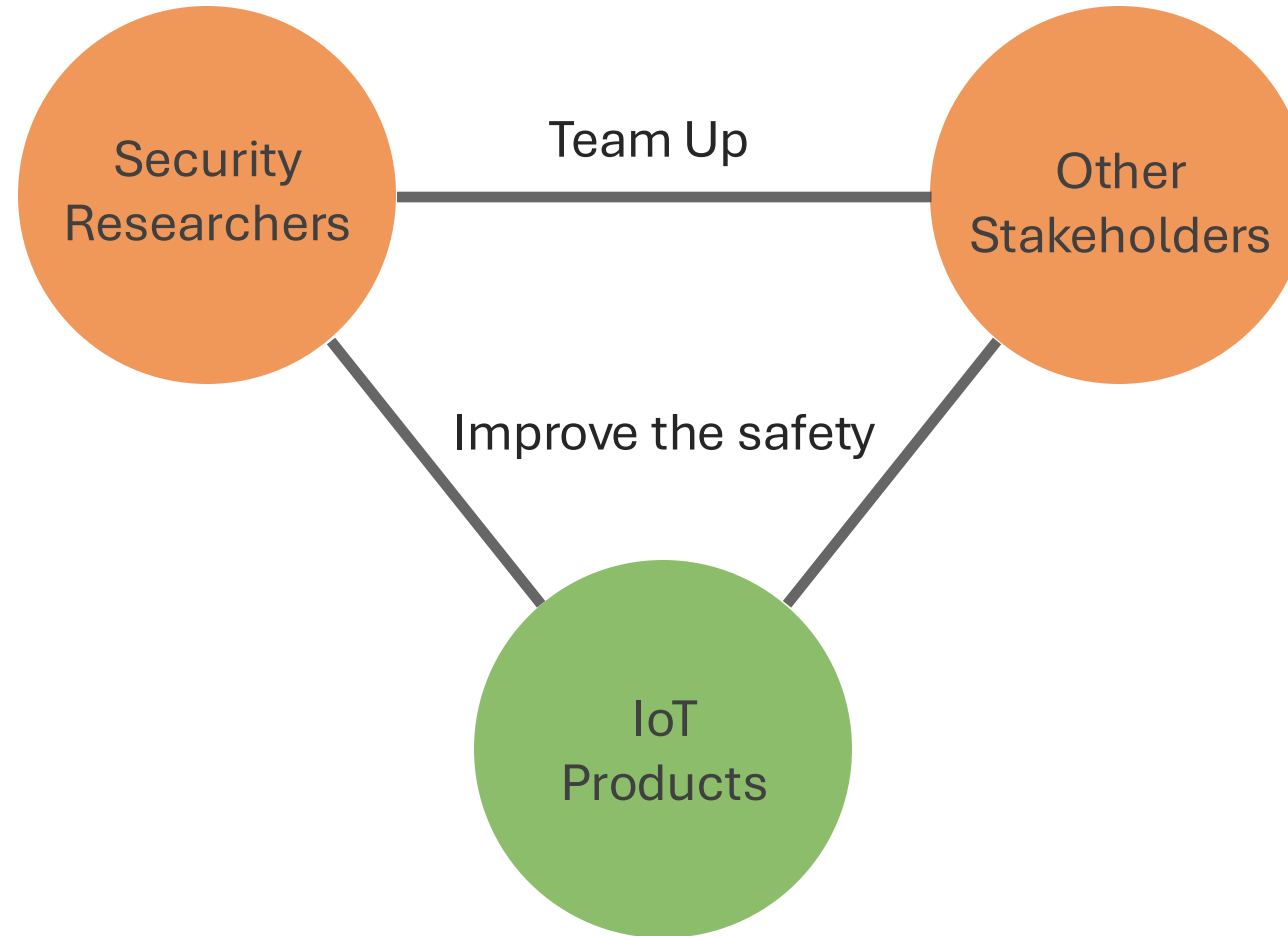 Security
Researchers
Team Up
Other
Stakeholders
Improve the safety
IoT
Products